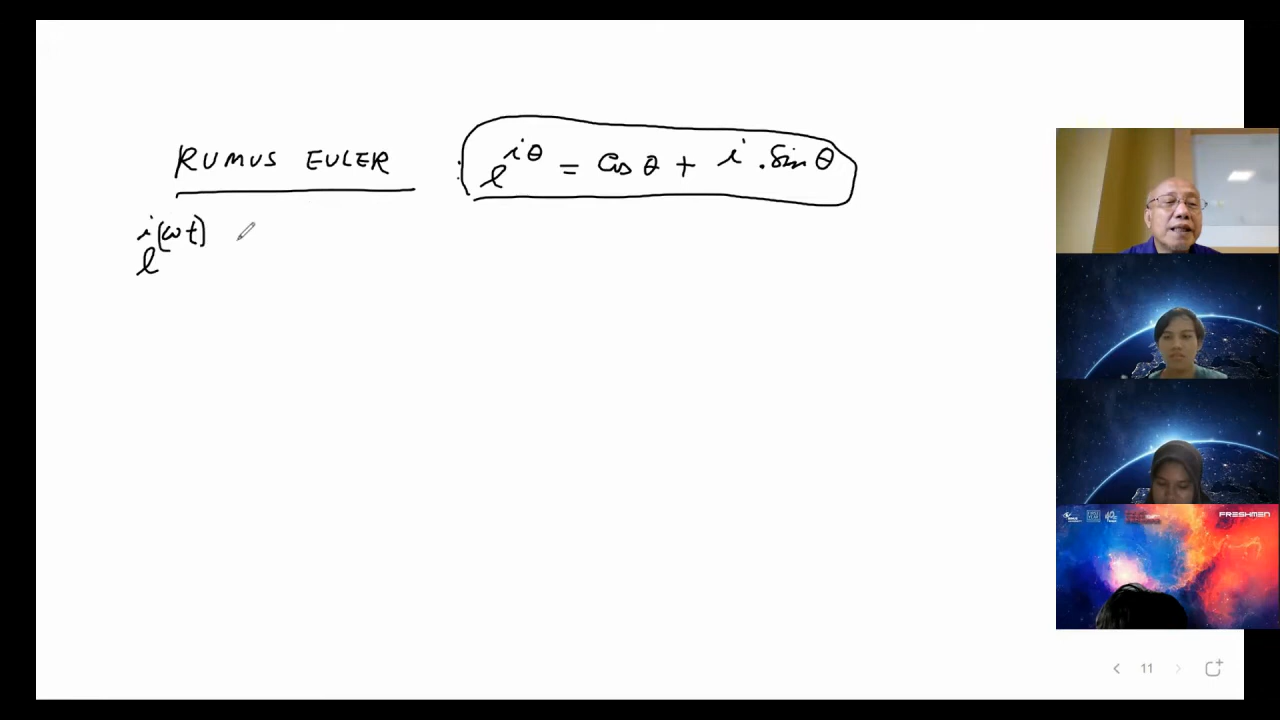 RUMUS EULER : e^{iθ} = cos θ + i . sin θ
e^{i(ωt)}
FRESHMEN
11